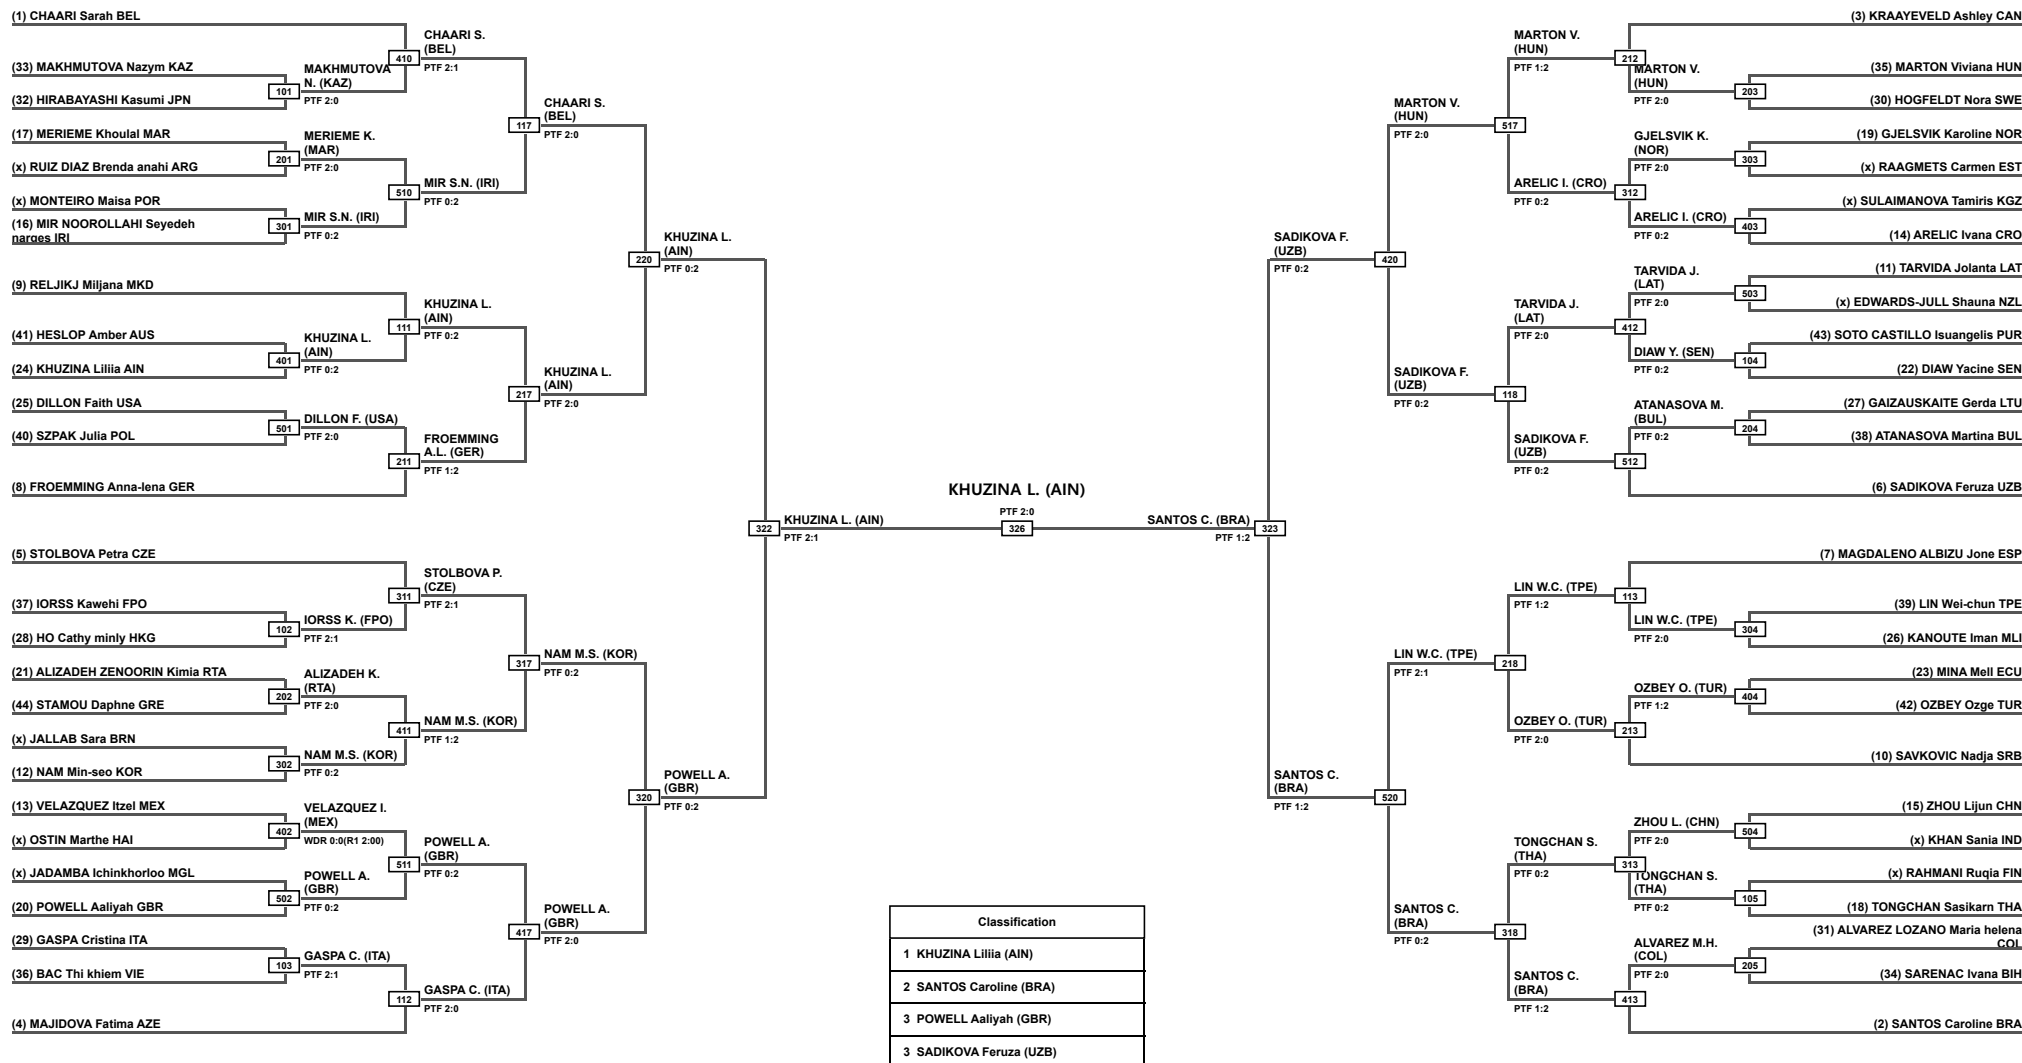 (1) CHAARI Sarah BEL
(33) MAKHMUTOVA Nazym KAZ
(32) HIRABAYASHI Kasumi JPN
(17) MERIEME Khoulal MAR
(x) RUIZ DIAZ Brenda anahi ARG
(x) MONTEIRO Maisa POR
(16) MIR NOOROLLAHI Seyedeh
narges IRI
(9) RELJIKJ Miljana MKD
(41) HESLOP Amber AUS
(24) KHUZINA Liliia AIN
(25) DILLON Faith USA
(40) SZPAK Julia POL
(8) FROEMMING Anna-lena GER
(5) STOLBOVA Petra CZE
(37) IORSS Kawehi FPO
(28) HO Cathy minly HKG
(21) ALIZADEH ZENOORIN Kimia RTA
(44) STAMOU Daphne GRE
(x) JALLAB Sara BRN
(12) NAM Min-seo KOR
(13) VELAZQUEZ Itzel MEX
(x) OSTIN Marthe HAI
(x) JADAMBA Ichinkhorloo MGL
(20) POWELL Aaliyah GBR
(29) GASPA Cristina ITA
(36) BAC Thi khiem VIE
(4) MAJIDOVA Fatima AZE
101
MAKHMUTOVA
N. (KAZ)
PTF 2:0
201
MERIEME K.
(MAR)
PTF 2:0
301
MIR S.N. (IRI)
PTF 0:2
401
KHUZINA L.
(AIN)
PTF 0:2
501
DILLON F. (USA)
PTF 2:0
102
IORSS K. (FPO)
PTF 2:1
202
ALIZADEH K.
(RTA)
PTF 2:0
302
NAM M.S. (KOR)
PTF 0:2
402
VELAZQUEZ I.
(MEX)
WDR 0:0(R1 2:00)
502
POWELL A.
(GBR)
PTF 0:2
103
GASPA C. (ITA)
PTF 2:1
410
CHAARI S.
(BEL)
PTF 2:1
510
MIR S.N. (IRI)
PTF 0:2
111
KHUZINA L.
(AIN)
PTF 0:2
211
FROEMMING
A.L. (GER)
PTF 1:2
311
STOLBOVA P.
(CZE)
PTF 2:1
411
NAM M.S. (KOR)
PTF 1:2
511
POWELL A.
(GBR)
PTF 0:2
112
GASPA C. (ITA)
PTF 2:0
117
CHAARI S.
(BEL)
PTF 2:0
217
KHUZINA L.
(AIN)
PTF 2:0
317
NAM M.S. (KOR)
PTF 0:2
417
POWELL A.
(GBR)
PTF 2:0
220
KHUZINA L.
(AIN)
PTF 0:2
320
POWELL A.
(GBR)
PTF 0:2
322
KHUZINA L. (AIN)
PTF 2:1
KHUZINA L. (AIN)
PTF 2:0
326
SANTOS C. (BRA)
PTF 1:2
323
SADIKOVA F.
(UZB)
PTF 0:2
420
SANTOS C.
(BRA)
PTF 1:2
520
MARTON V.
(HUN)
PTF 2:0
517
SADIKOVA F.
(UZB)
PTF 0:2
118
LIN W.C. (TPE)
PTF 2:1
218
SANTOS C.
(BRA)
PTF 0:2
318
MARTON V.
(HUN)
PTF 1:2
212
ARELIC I. (CRO)
PTF 0:2
312
TARVIDA J.
(LAT)
PTF 2:0
412
SADIKOVA F.
(UZB)
PTF 0:2
512
LIN W.C. (TPE)
PTF 1:2
113
OZBEY O. (TUR)
PTF 2:0
213
TONGCHAN S.
(THA)
PTF 0:2
313
SANTOS C.
(BRA)
PTF 1:2
413
MARTON V.
(HUN)
PTF 2:0
203
GJELSVIK K.
(NOR)
PTF 2:0
303
ARELIC I. (CRO)
PTF 0:2
403
TARVIDA J.
(LAT)
PTF 2:0
503
DIAW Y. (SEN)
PTF 0:2
104
ATANASOVA M.
(BUL)
PTF 0:2
204
LIN W.C. (TPE)
PTF 2:0
304
OZBEY O. (TUR)
PTF 1:2
404
ZHOU L. (CHN)
PTF 2:0
504
TONGCHAN S.
(THA)
PTF 0:2
105
ALVAREZ M.H.
(COL)
PTF 2:0
205
(3) KRAAYEVELD Ashley CAN
(35) MARTON Viviana HUN
(30) HOGFELDT Nora SWE
(19) GJELSVIK Karoline NOR
(x) RAAGMETS Carmen EST
(x) SULAIMANOVA Tamiris KGZ
(14) ARELIC Ivana CRO
(11) TARVIDA Jolanta LAT
(x) EDWARDS-JULL Shauna NZL
(43) SOTO CASTILLO Isuangelis PUR
(22) DIAW Yacine SEN
(27) GAIZAUSKAITE Gerda LTU
(38) ATANASOVA Martina BUL
(6) SADIKOVA Feruza UZB
(7) MAGDALENO ALBIZU Jone ESP
(39) LIN Wei-chun TPE
(26) KANOUTE Iman MLI
(23) MINA Mell ECU
(42) OZBEY Ozge TUR
(10) SAVKOVIC Nadja SRB
(15) ZHOU Lijun CHN
(x) KHAN Sania IND
(x) RAHMANI Ruqia FIN
(18) TONGCHAN Sasikarn THA
(31) ALVAREZ LOZANO Maria helena
COL
(34) SARENAC Ivana BIH
(2) SANTOS Caroline BRA
Classification
1 KHUZINA Liliia (AIN)
2 SANTOS Caroline (BRA)
3 POWELL Aaliyah (GBR)
3 SADIKOVA Feruza (UZB)